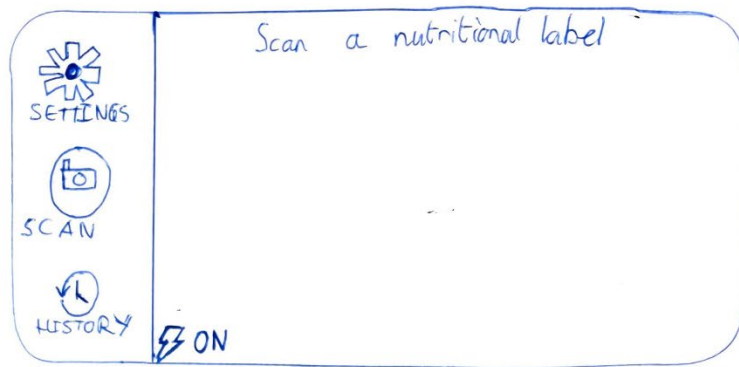 Scan a nutritional label
SETTINGS
SCAN
HISTORY
ON